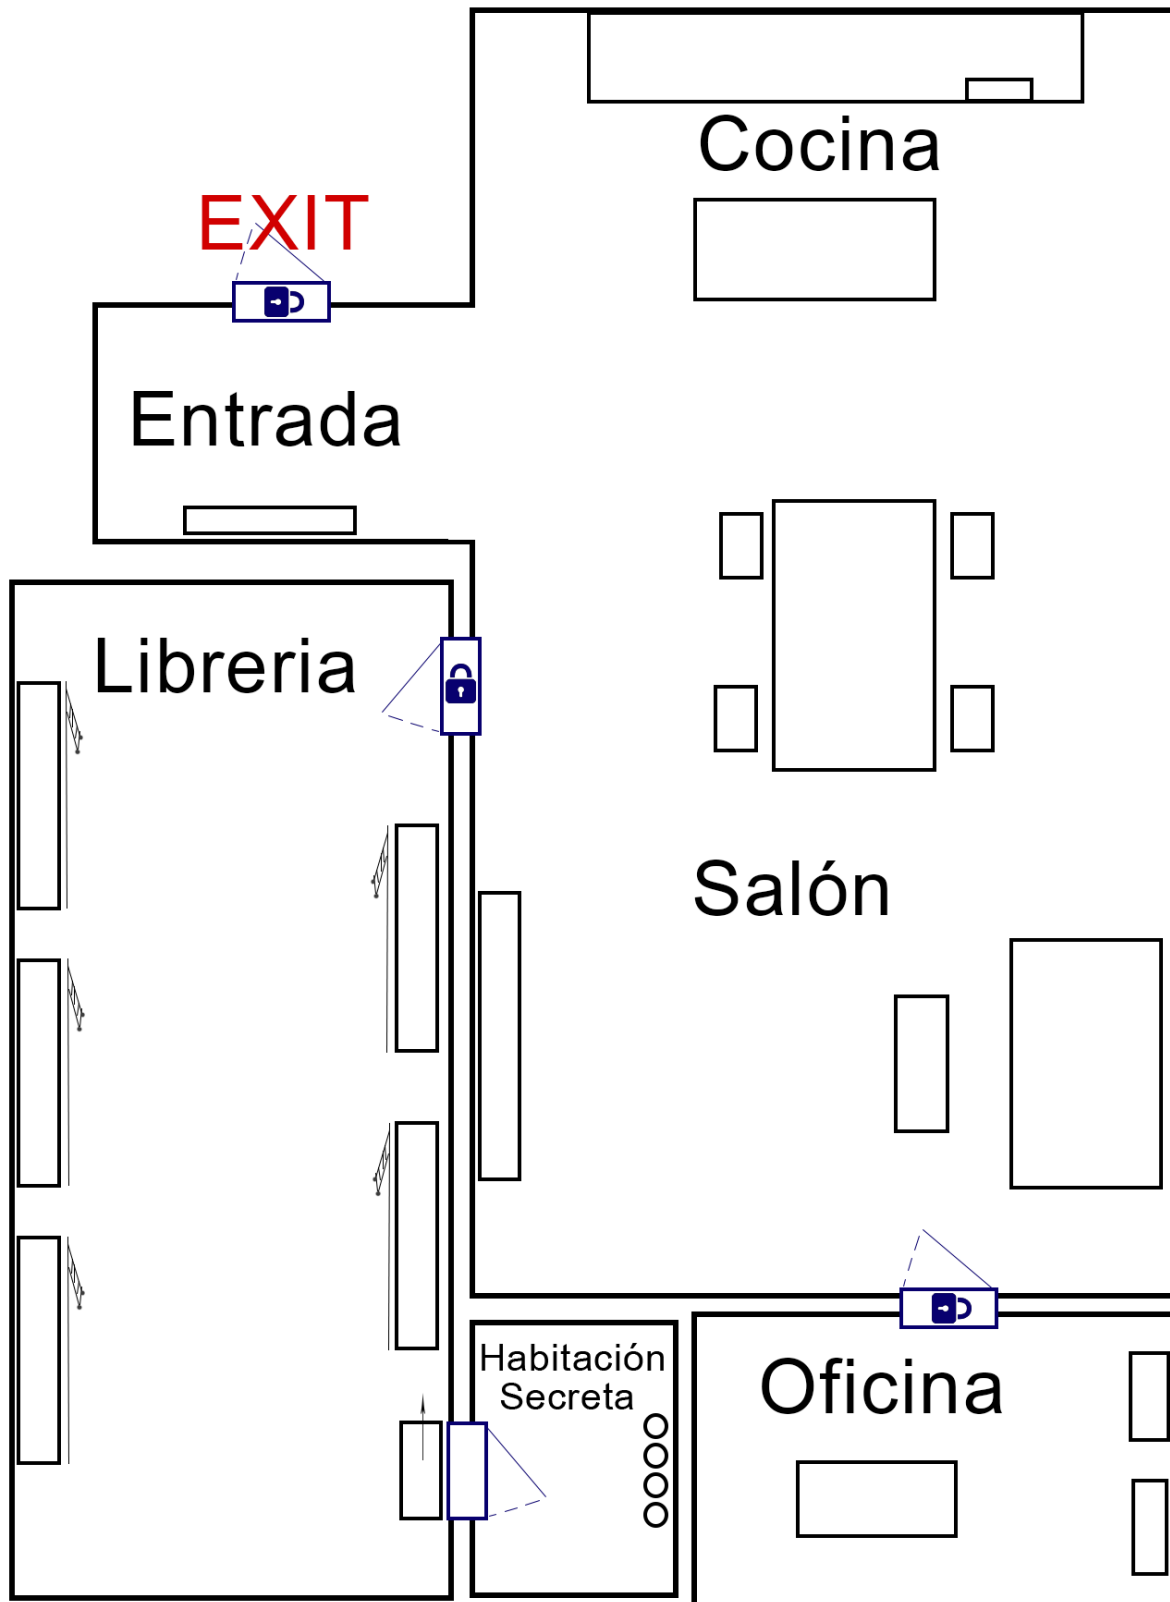 Cocina
EXIT
Entrada
Libreria
Salón
Habitación
Secreta
Oficina